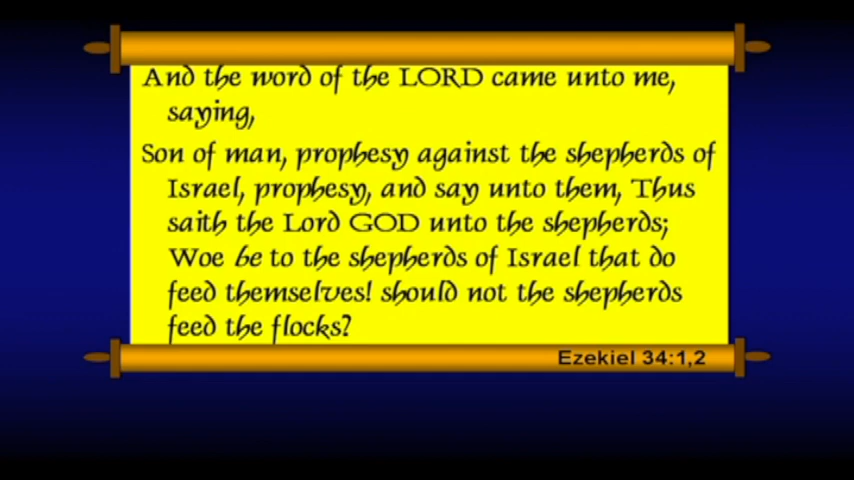 And the word of the LORD came unto me,
saying,
Son of man, prophesy against the shepherds of
Israel, prophesy, and say unto them, Thus
saith the Lord GOD unto the shepherds;
Woe be to the shepherds of Israel that do
feed themselves! should not the shepherds
feed the flocks?
Ezekiel 34:1,2